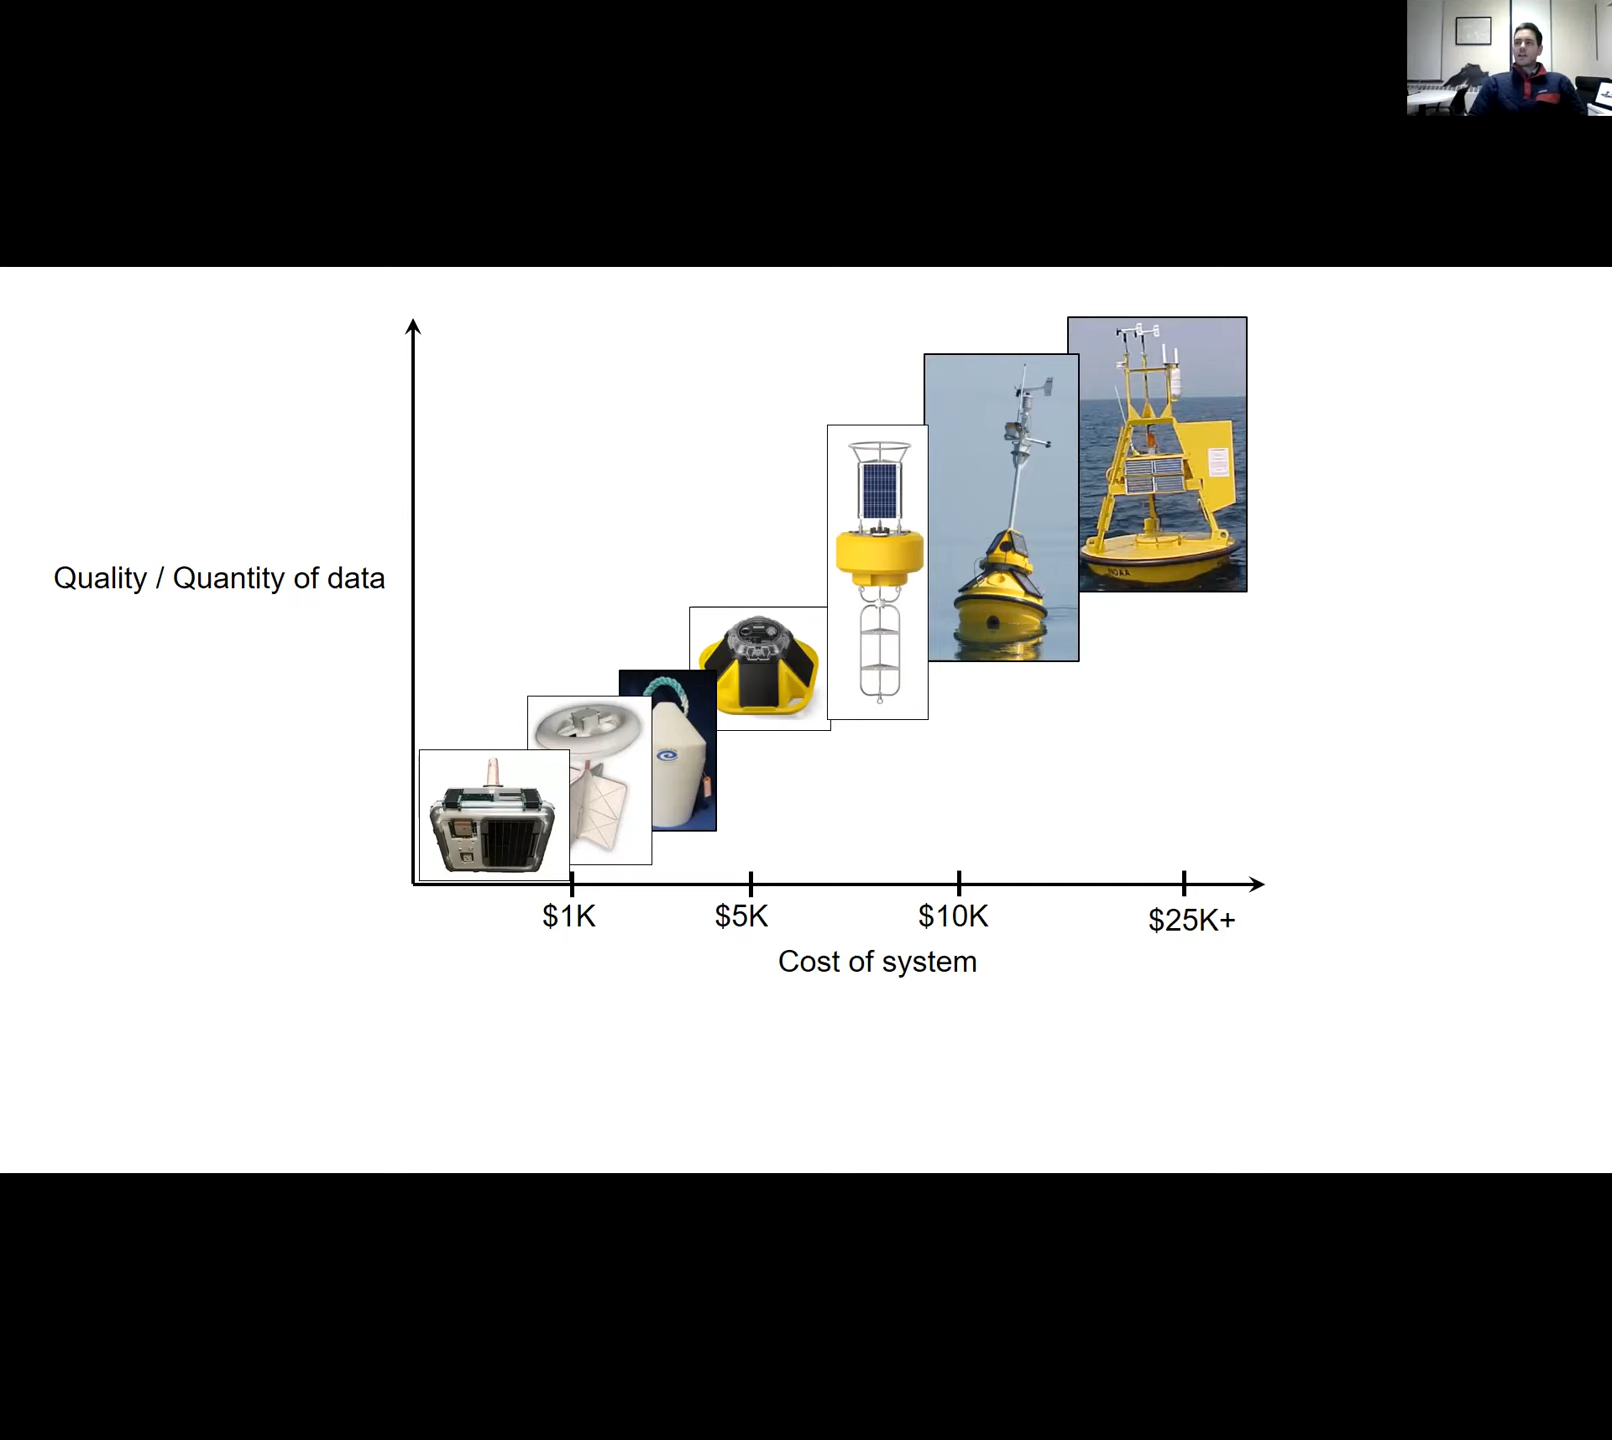 Quality / Quantity of data
NOAA
$1K
$5K
$10K
$25K+
Cost of system